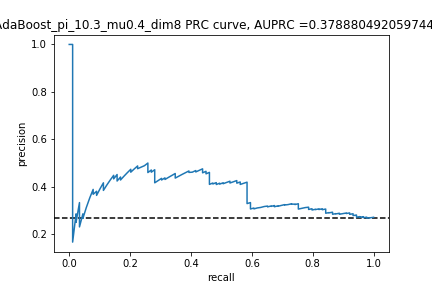 AdaBoost_pi_10.3_mu0.4_dim8 PRC curve, AUPRC =0.378880492059744
precision
1.0
0.8
0.6
0.4
0.2
0.0 0.2 0.4 0.6 0.8 1.0
recall